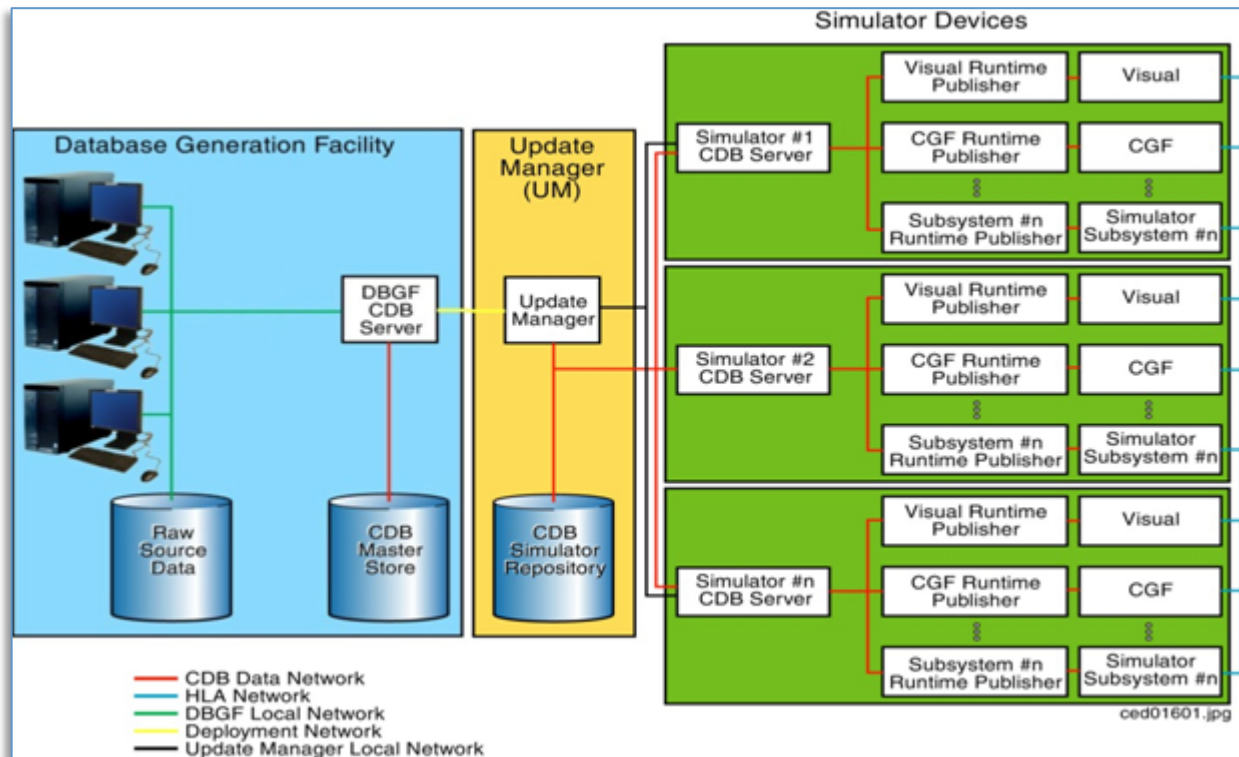 Simulator Devices
Database Generation Facility
Update
Manager
(UM)
DBGF
CDB
Server
Update
Manager
Raw
Source
Data
CDB
Master
Store
CDB
Simulator
Repository
Simulator #1
CDB Server
Visual Runtime
Publisher
Visual
CGF Runtime
Publisher
CGF
Subsystem #n
Runtime Publisher
Simulator
Subsystem #n
Simulator #2
CDB Server
Visual Runtime
Publisher
Visual
CGF Runtime
Publisher
CGF
Subsystem #n
Runtime Publisher
Simulator
Subsystem #n
Simulator #n
CDB Server
Visual Runtime
Publisher
Visual
CGF Runtime
Publisher
CGF
Subsystem #n
Runtime Publisher
Simulator
Subsystem #n
ced01601.jpg
CDB Data Network
HLA Network
DBGF Local Network
Deployment Network
Update Manager Local Network